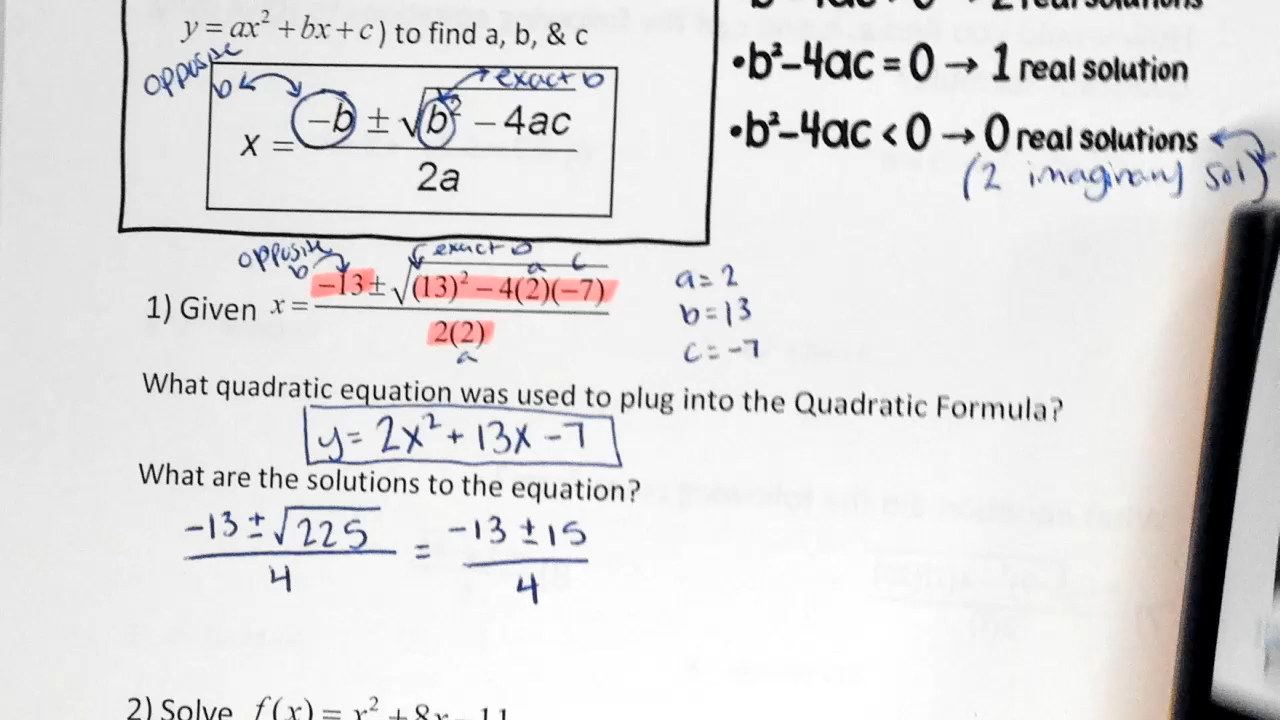 y = ax² + bx + c ) to find a, b, & c
opposite b
exact b
x = (-b ± √(b² - 4ac)) / 2a
•b²-4ac = 0 → 1 real solution
•b²-4ac < 0 → 0 real solutions
(2 imaginary sol)
opposite b
exact b
a c
1) Given x = (-13 ± √((13)² - 4(2)(-7))) / 2(2)
a
a = 2
b = 13
c = -7
What quadratic equation was used to plug into the Quadratic Formula?
y = 2x² + 13x - 7
What are the solutions to the equation?
(-13 ± √225) / 4 = (-13 ± 15) / 4
2) Solve f(x) = x² + 8x - 11